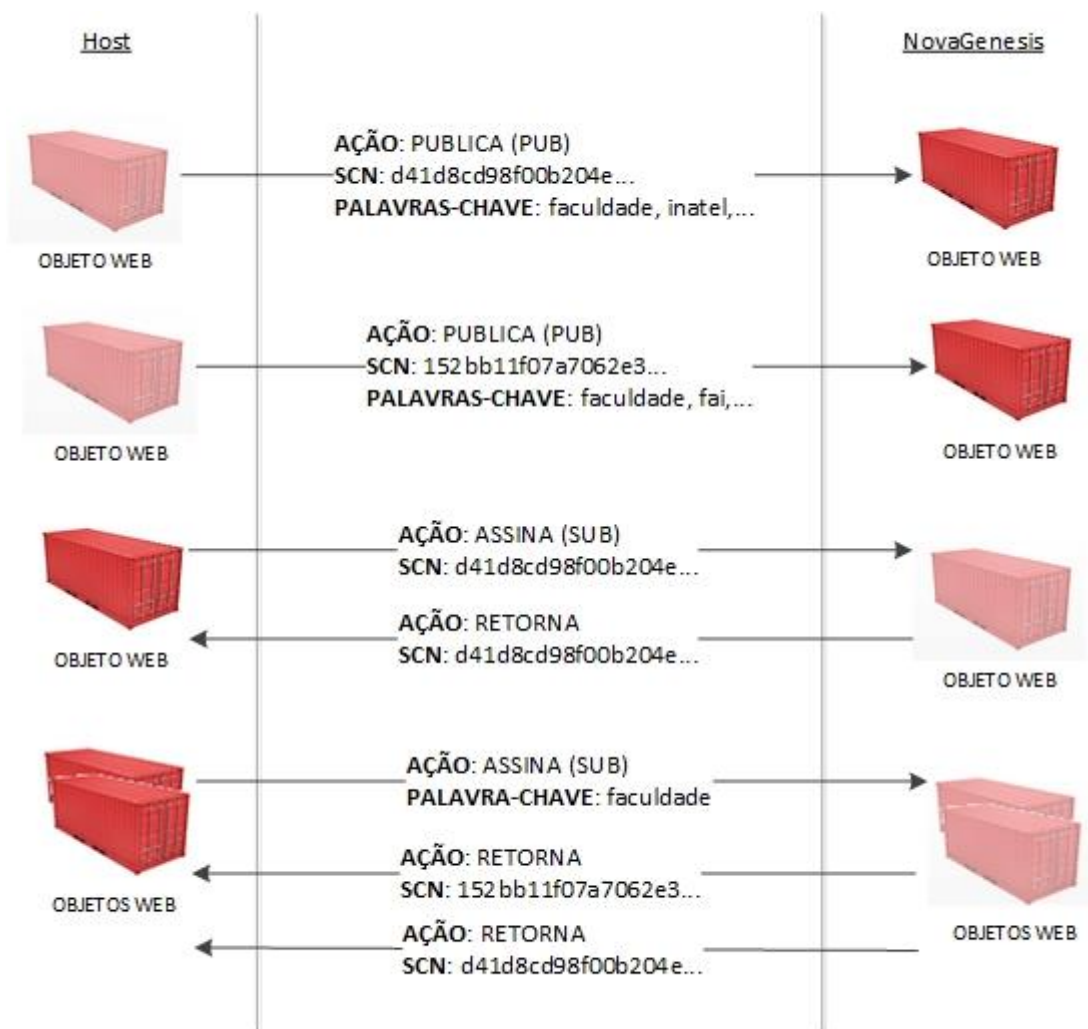 Host
NovaGenesis
AÇÃO: PUBLICA (PUB)
SCN: d41d8cd98f00b204e...
PALAVRAS-CHAVE: faculdade, inatel,...
OBJETO WEB
OBJETO WEB
AÇÃO: PUBLICA (PUB)
SCN: 152bb11f07a7062e3...
PALAVRAS-CHAVE: faculdade, fai,...
OBJETO WEB
OBJETO WEB
AÇÃO: ASSINA (SUB)
SCN: d41d8cd98f00b204e...
AÇÃO: RETORNA
SCN: d41d8cd98f00b204e...
OBJETO WEB
OBJETO WEB
AÇÃO: ASSINA (SUB)
PALAVRA-CHAVE: faculdade
AÇÃO: RETORNA
SCN: 152bb11f07a7062e3...
OBJETOS WEB
OBJETOS WEB
AÇÃO: RETORNA
SCN: d41d8cd98f00b204e...